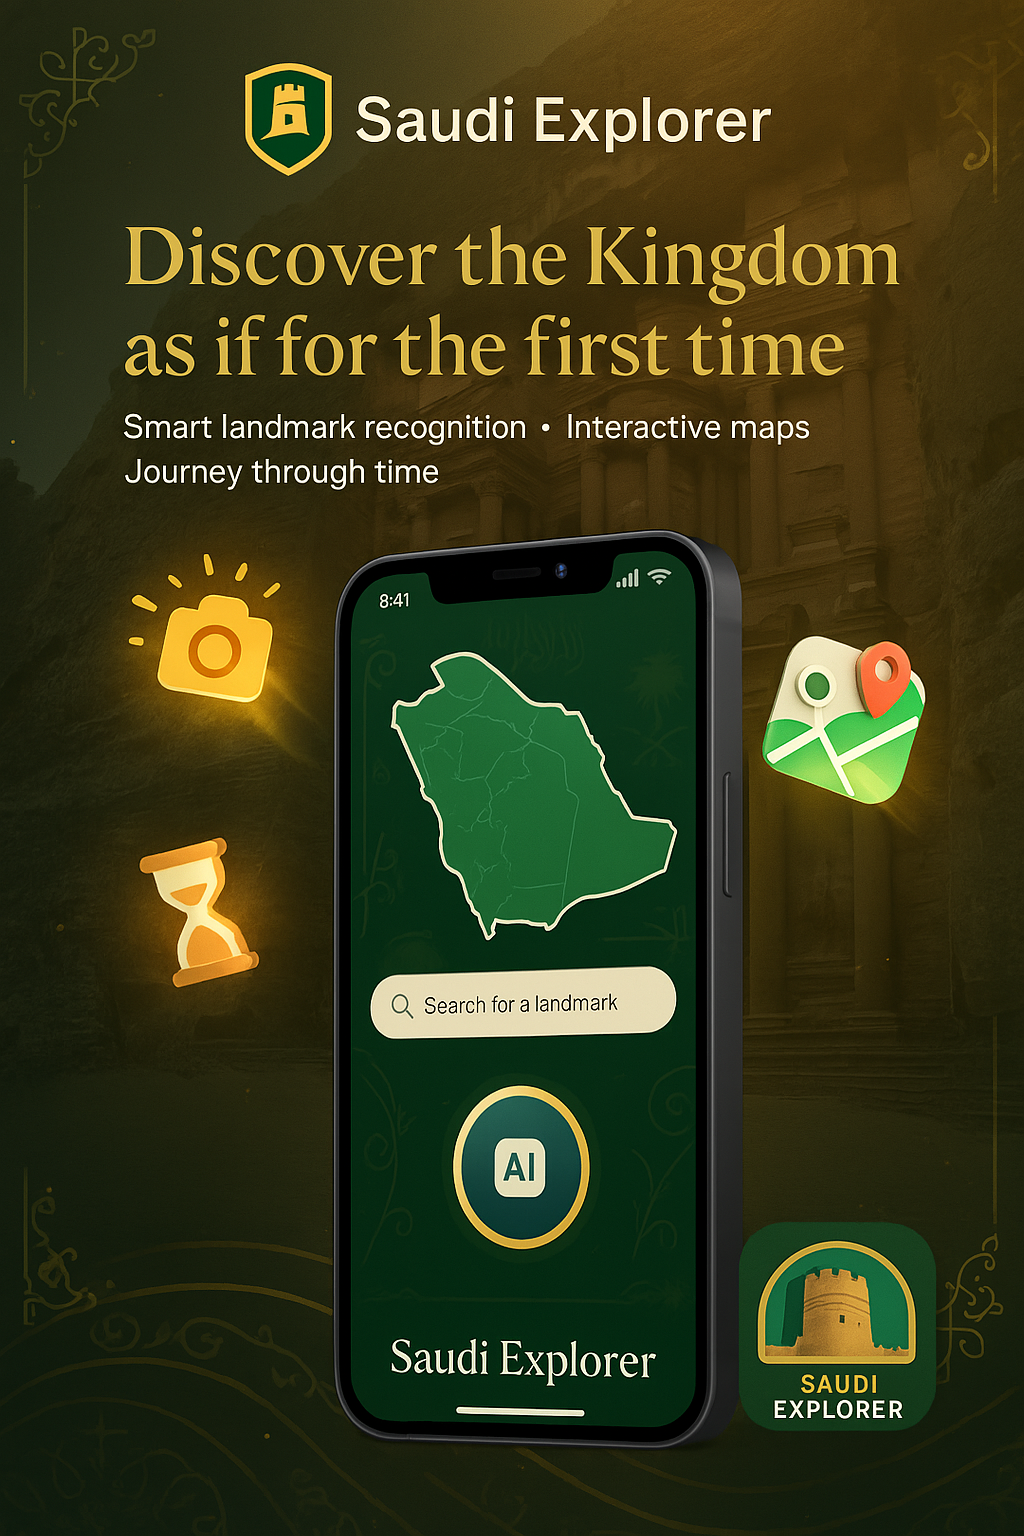 Saudi Explorer
Discover the Kingdom
as if for the first time
Smart landmark recognition • Interactive maps
Journey through time
8:41
Search for a landmark
AI
Saudi Explorer
SAUDI
EXPLORER